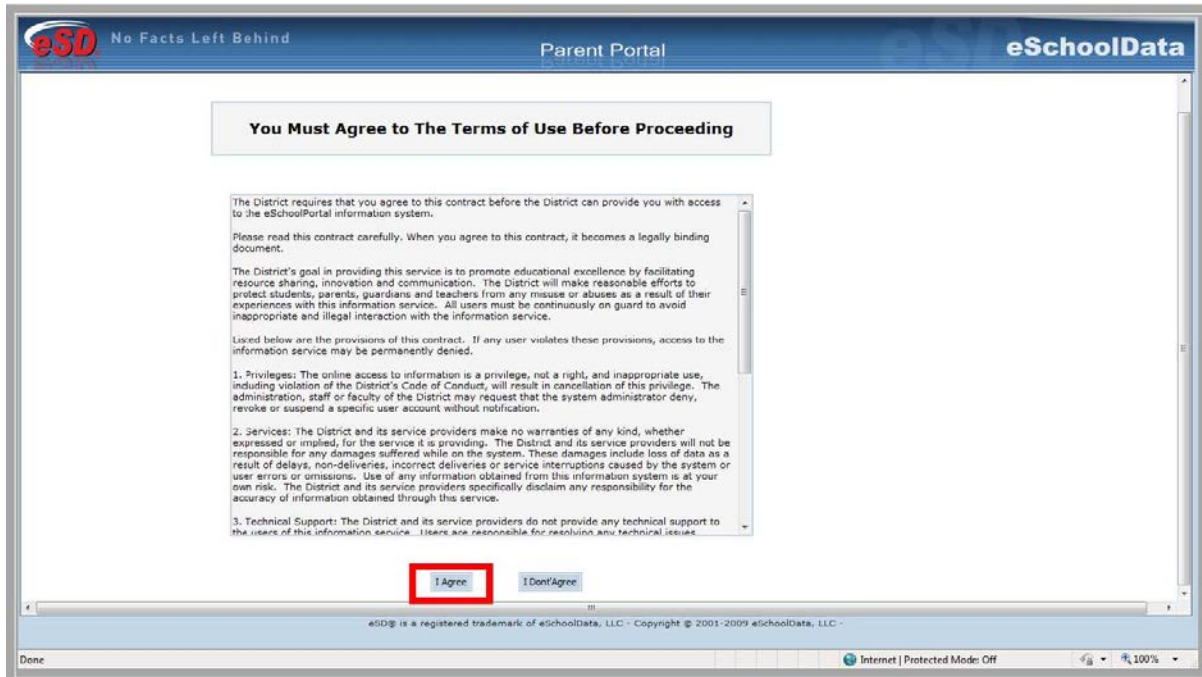 eSD
No Facts Left Behind
Parent Portal
eSchoolData
You Must Agree to The Terms of Use Before Proceeding
The District requires that you agree to this contract before the District can provide you with access
to the eSchoolPortal information system.
Please read this contract carefully. When you agree to this contract, it becomes a legally binding
document.
The District's goal in providing this service is to promote educational excellence by facilitating
resource sharing, innovation and communication. The District will make reasonable efforts to
protect students, parents, guardians and teachers from any misuse or abuses as a result of their
experiences with this information service. All users must be continuously on guard to avoid
inappropriate and illegal interaction with the information service.
Listed below are the provisions of this contract. If any user violates these provisions, access to the
information service may be permanently denied.
1. Privileges: The online access to information is a privilege, not a right, and inappropriate use,
including violation of the District's Code of Conduct, will result in cancellation of this privilege. The
administration, staff or faculty of the District may request that the system administrator deny,
revoke or suspend a specific user account without notification.
2. Services: The District and its service providers make no warranties of any kind, whether
expressed or implied, for the service it is providing. The District and its service providers will not be
responsible for any damages suffered while on the system. These damages include loss of data as a
result of delays, non-deliveries, incorrect deliveries or service interruptions caused by the system or
user errors or omissions. Use of any information obtained from this information system is at your
own risk. The District and its service providers specifically disclaim any responsibility for the
accuracy of information obtained through this service.
3. Technical Support: The District and its service providers do not provide any technical support to
the users of this information service. Users are responsible for resolving any technical issues
I Agree
I Dont'Agree
eSD® is a registered trademark of eSchoolData, LLC - Copyright © 2001-2009 eSchoolData, LLC -
Done
Internet | Protected Mode: Off
100%